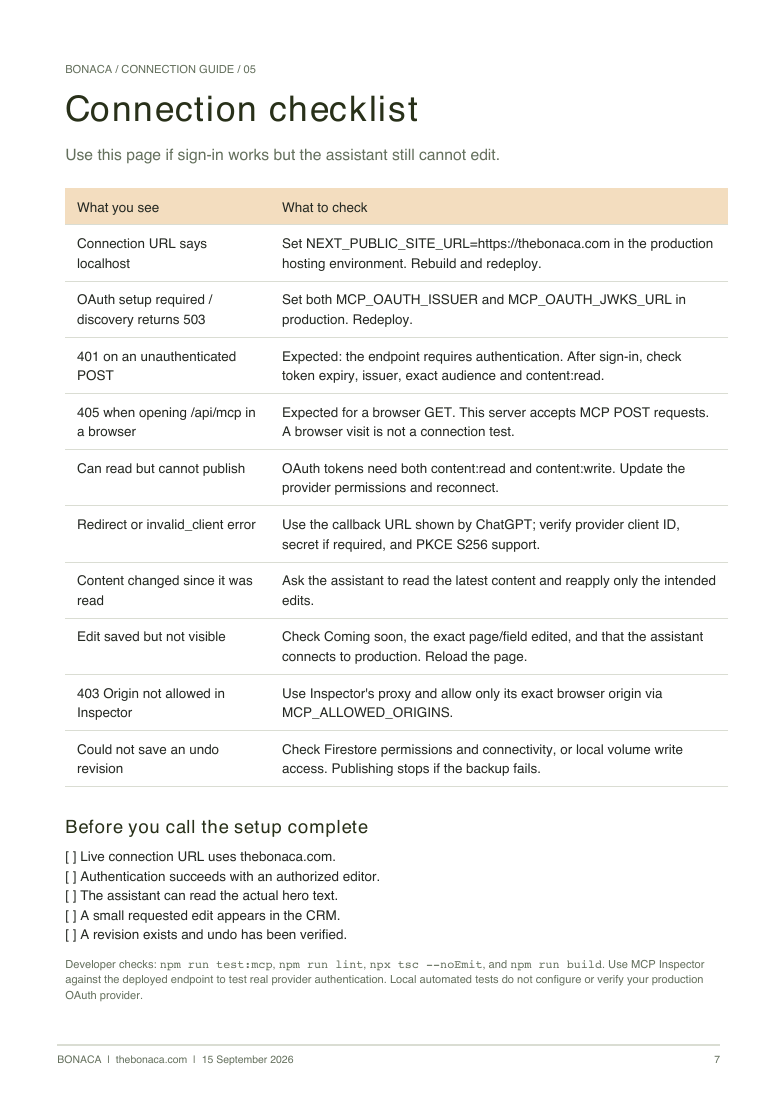 BONACA / CONNECTION GUIDE / 05
Connection checklist
Use this page if sign-in works but the assistant still cannot edit.
What you see What to check
Connection URL says localhost
Set NEXT_PUBLIC_SITE_URL=https://thebonaca.com in the production
hosting environment. Rebuild and redeploy.
OAuth setup required /
discovery returns 503
Set both MCP_OAUTH_ISSUER and MCP_OAUTH_JWKS_URL in
production. Redeploy.
401 on an unauthenticated
POST
Expected: the endpoint requires authentication. After sign-in, check
token expiry, issuer, exact audience and content:read.
405 when opening /api/mcp in
a browser
Expected for a browser GET. This server accepts MCP POST requests.
A browser visit is not a connection test.
Can read but cannot publish
OAuth tokens need both content:read and content:write. Update the
provider permissions and reconnect.
Redirect or invalid_client error
Use the callback URL shown by ChatGPT; verify provider client ID,
secret if required, and PKCE S256 support.
Content changed since it was
read
Ask the assistant to read the latest content and reapply only the intended
edits.
Edit saved but not visible
Check Coming soon, the exact page/field edited, and that the assistant
connects to production. Reload the page.
403 Origin not allowed in
Inspector
Use Inspector's proxy and allow only its exact browser origin via
MCP_ALLOWED_ORIGINS.
Could not save an undo
revision
Check Firestore permissions and connectivity, or local volume write
access. Publishing stops if the backup fails.
Before you call the setup complete
[ ] Live connection URL uses thebonaca.com.
[ ] Authentication succeeds with an authorized editor.
[ ] The assistant can read the actual hero text.
[ ] A small requested edit appears in the CRM.
[ ] A revision exists and undo has been verified.
Developer checks: npm run test:mcp, npm run lint, npx tsc --noEmit, and npm run build. Use MCP Inspector
against the deployed endpoint to test real provider authentication. Local automated tests do not configure or verify your production
OAuth provider.
BONACA | thebonaca.com | 15 September 2026 7